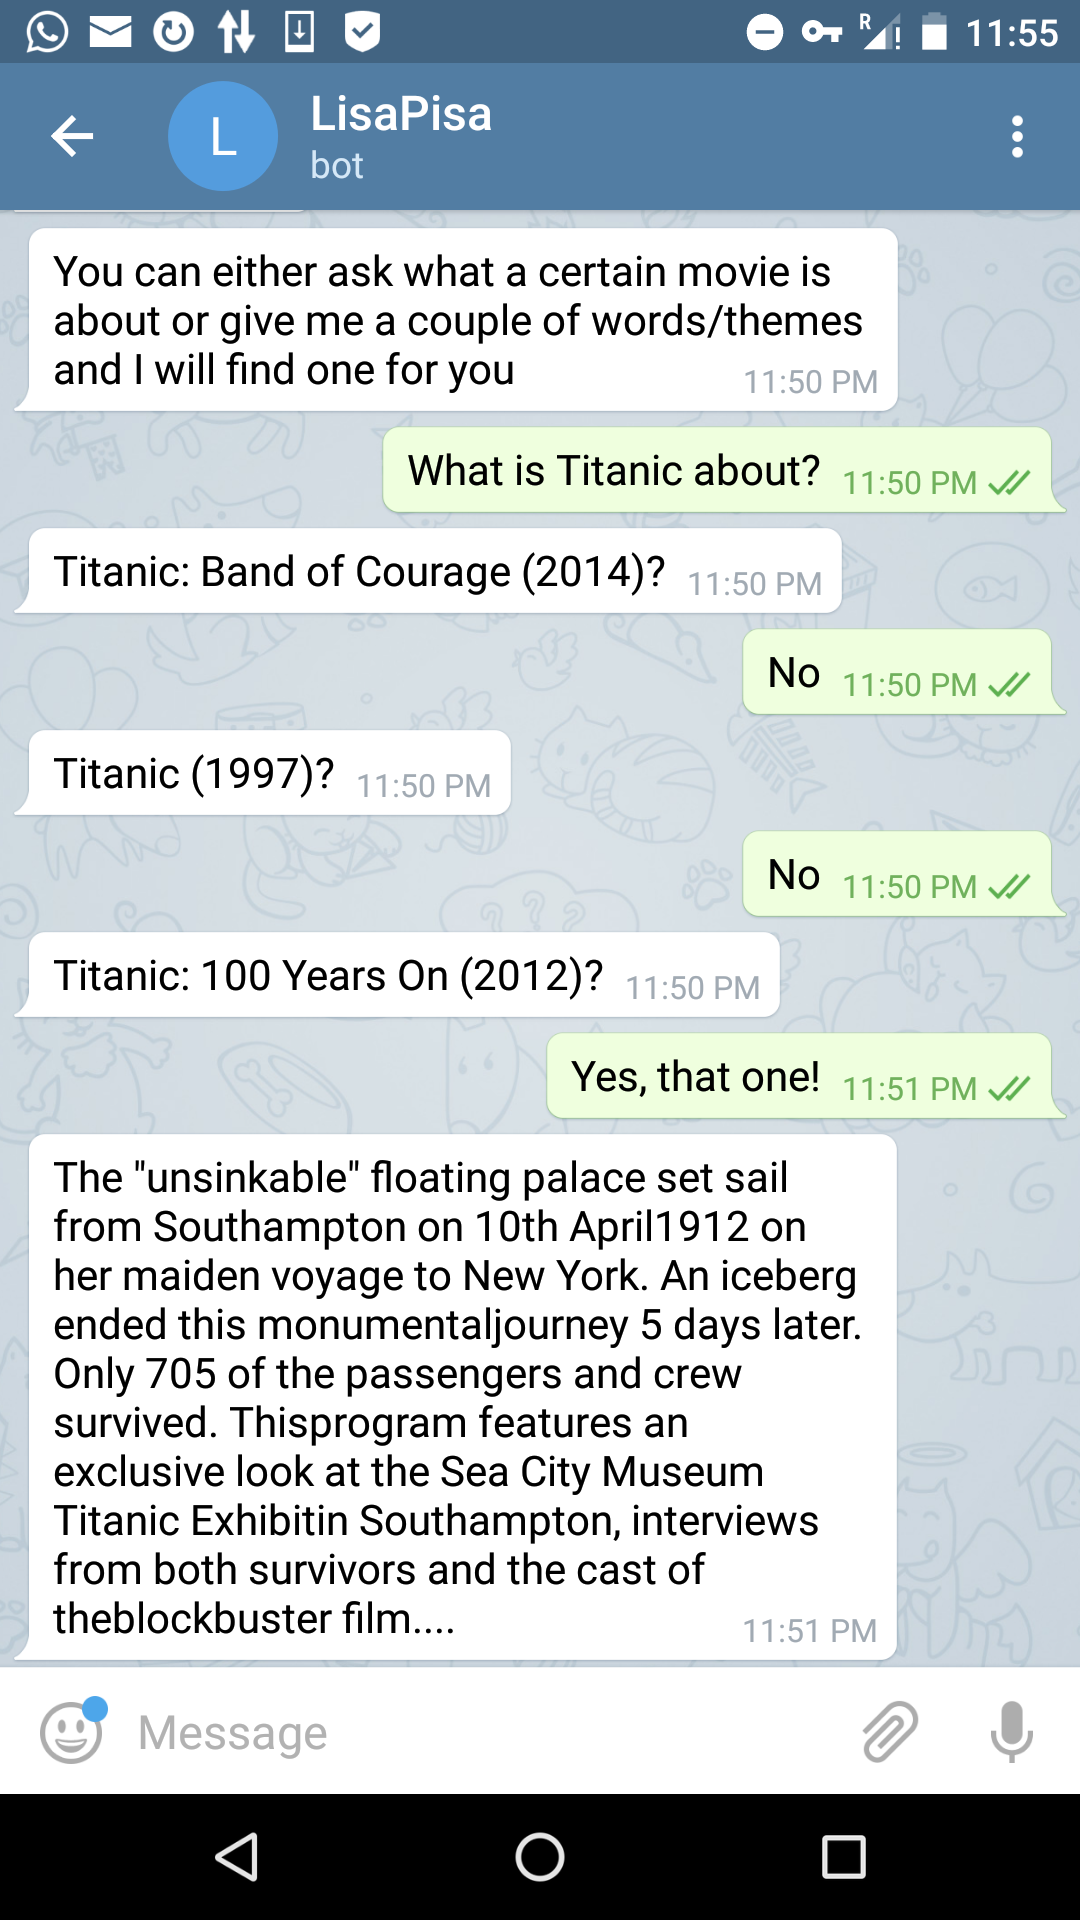 R 11:55
L
LisaPisa
bot
You can either ask what a certain movie is
about or give me a couple of words/themes
and I will find one for you
11:50 PM
What is Titanic about? 11:50 PM
Titanic: Band of Courage (2014)? 11:50 PM
No 11:50 PM
Titanic (1997)? 11:50 PM
No 11:50 PM
Titanic: 100 Years On (2012)? 11:50 PM
Yes, that one! 11:51 PM
The "unsinkable" floating palace set sail
from Southampton on 10th April1912 on
her maiden voyage to New York. An iceberg
ended this monumentaljourney 5 days later.
Only 705 of the passengers and crew
survived. Thisprogram features an
exclusive look at the Sea City Museum
Titanic Exhibitin Southampton, interviews
from both survivors and the cast of
theblockbuster film....
11:51 PM
Message